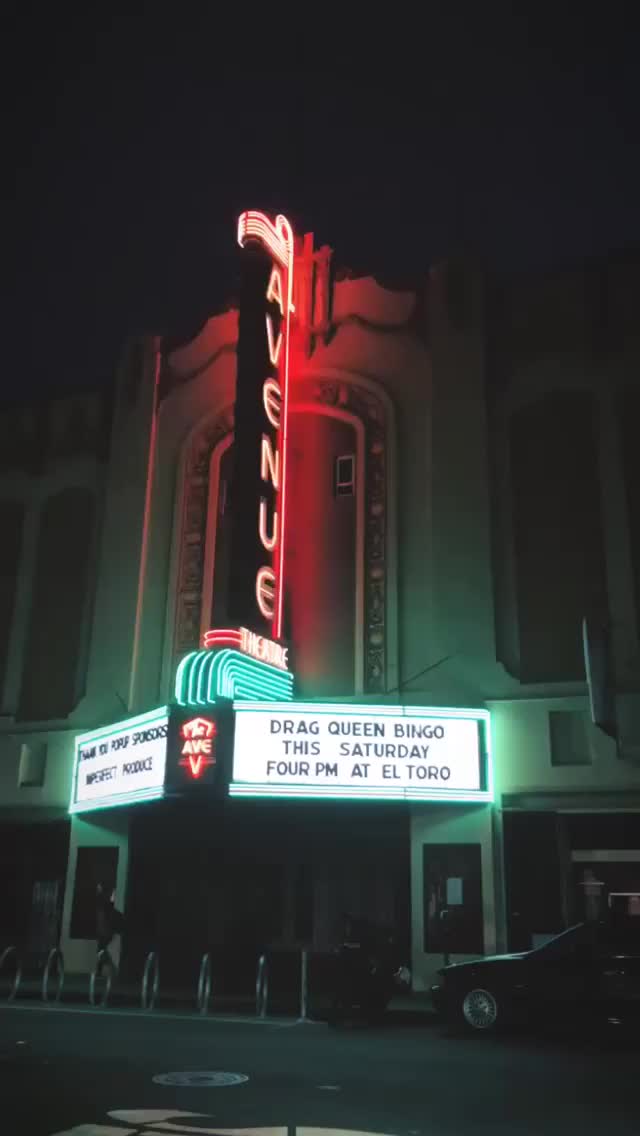 AVENUE
THEATRE
THANK YOU POPUP SPONSORS
IMPERFECT PRODUCE
AVE
DRAG QUEEN BINGO
THIS SATURDAY
FOUR PM AT EL TORO